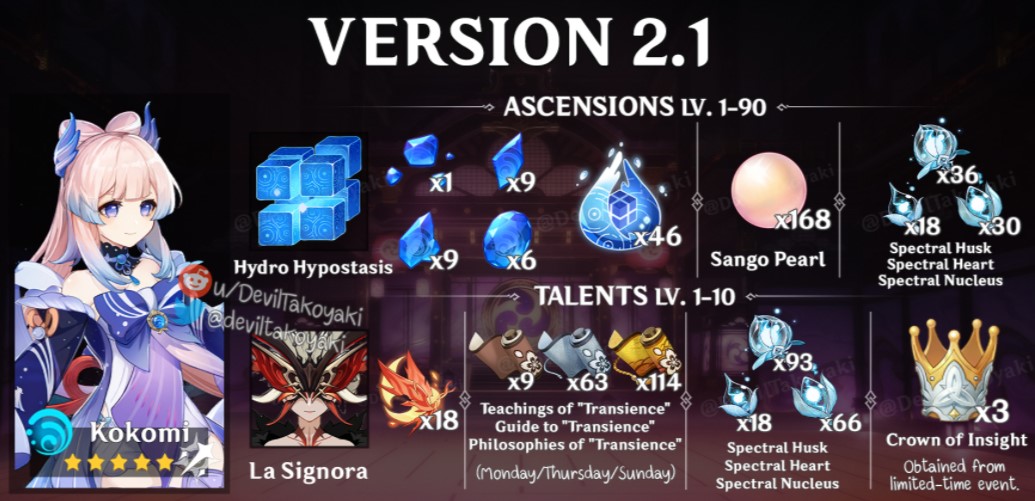 VERSION 2.1
ASCENSIONS LV. 1-90
x1
x9
x9
x6
x46
Hydro Hypostasis
x168
Sango Pearl
x36
x18
x30
Spectral Husk
Spectral Heart
Spectral Nucleus
u/DevilTakoyaki
@deviltakoyaki
Kokomi
TALENTS LV. 1-10
x18
La Signora
x9
x63
x114
Teachings of "Transience"
Guide to "Transience"
Philosophies of "Transience"
(Monday/Thursday/Sunday)
x93
x18
x66
Spectral Husk
Spectral Heart
Spectral Nucleus
x3
Crown of Insight
Obtained from
limited-time event.